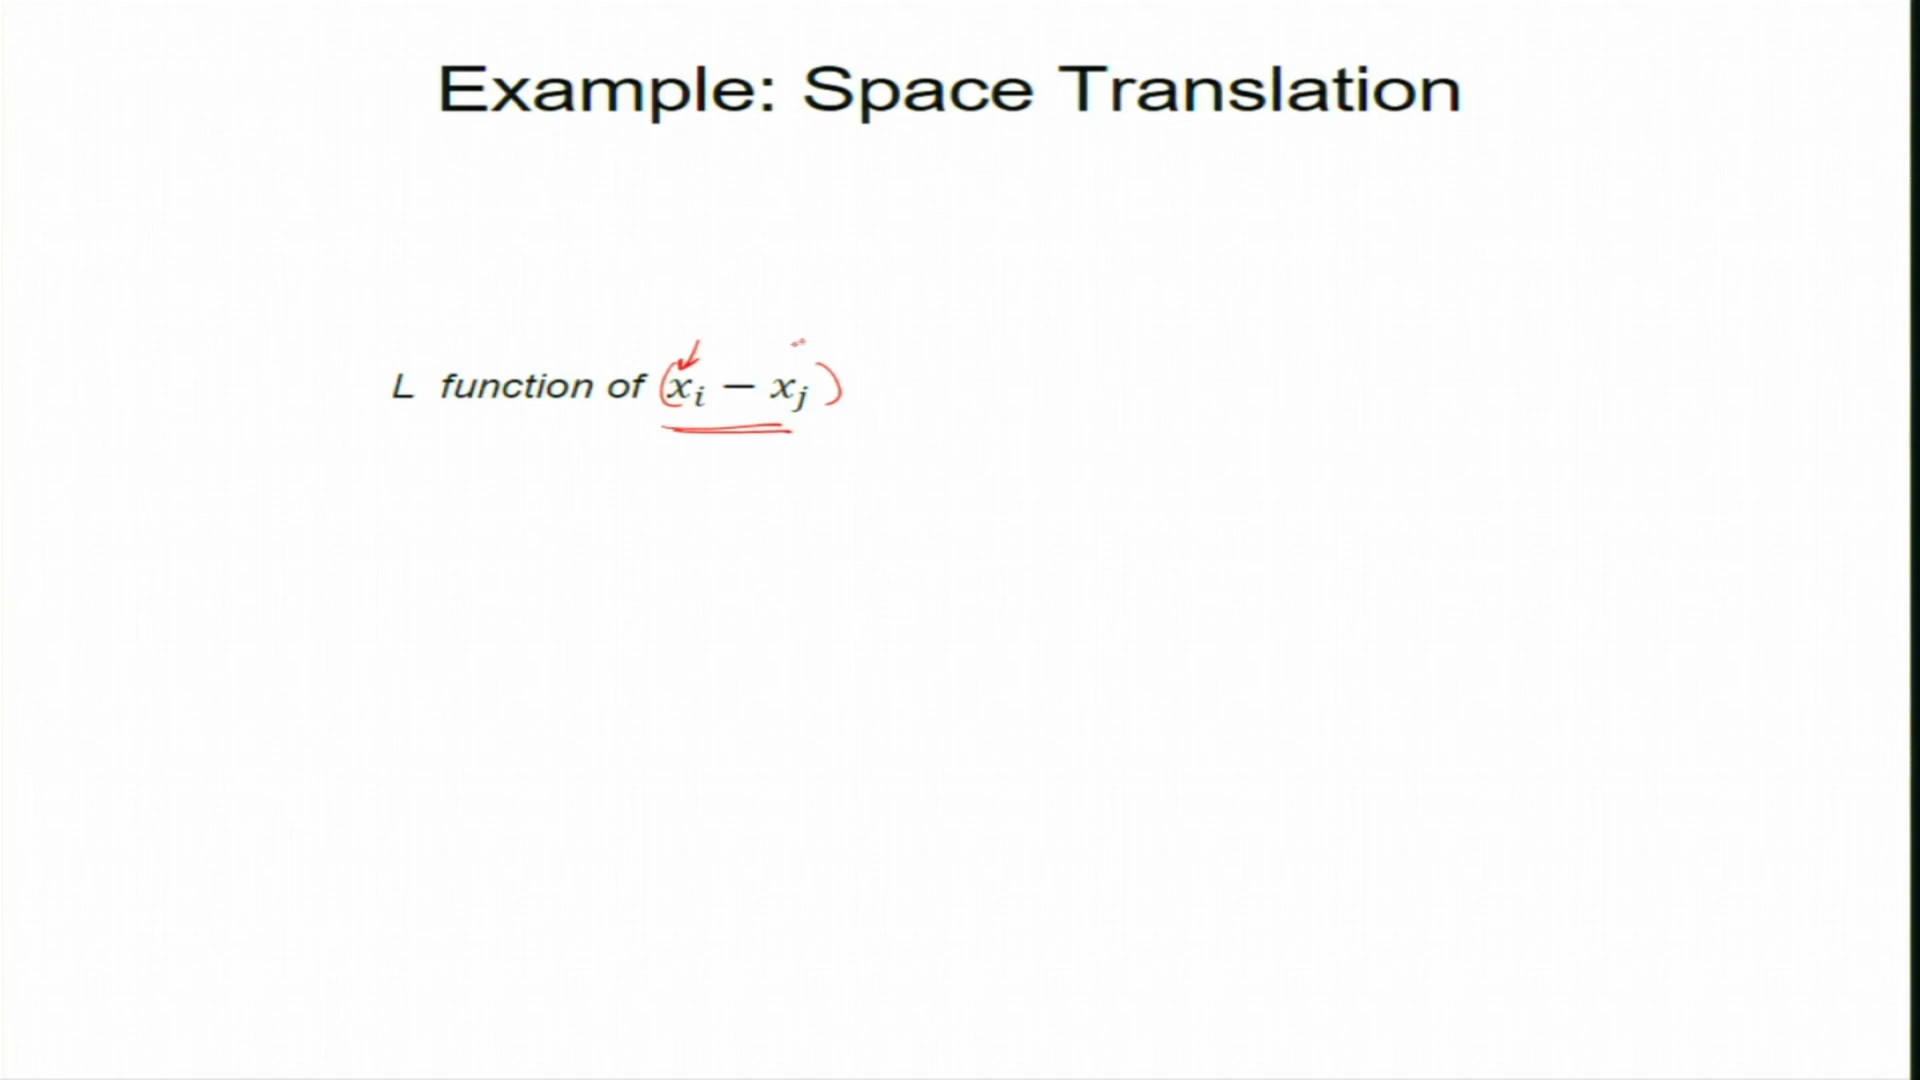 Example: Space Translation
L function of (x_i − x_j)